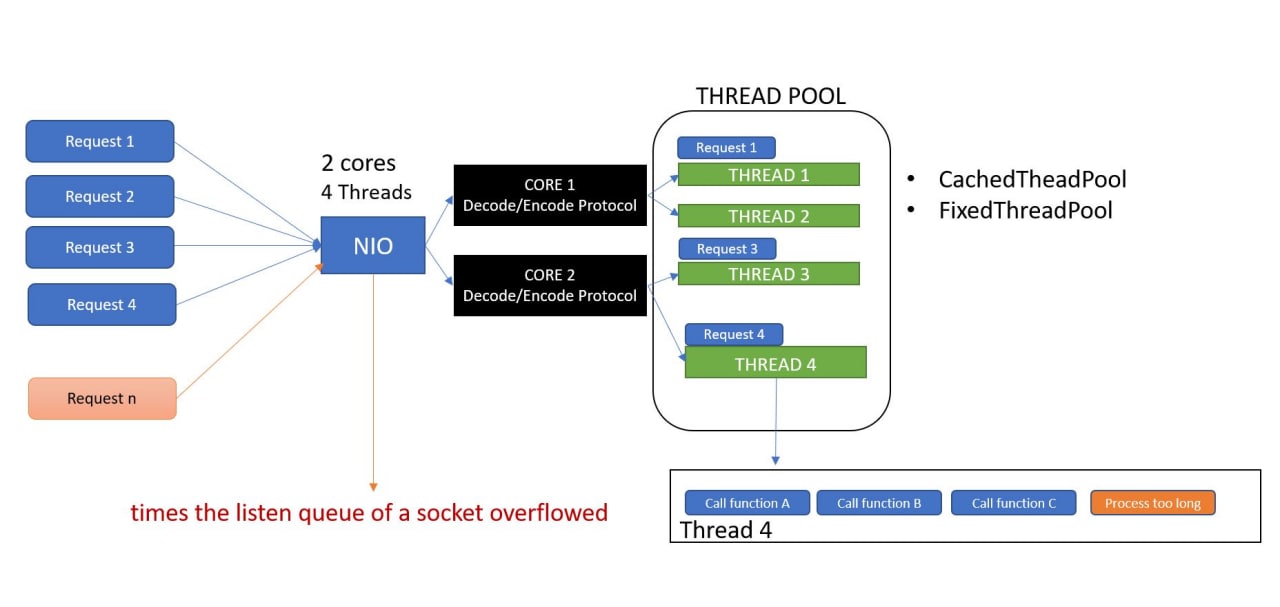 THREAD POOL
Request 1
Request 2
Request 3
Request 4
Request n
2 cores
4 Threads
NIO
CORE 1
Decode/Encode Protocol
CORE 2
Decode/Encode Protocol
Request 1
THREAD 1
THREAD 2
Request 3
THREAD 3
Request 4
THREAD 4
• CachedTheadPool
• FixedThreadPool
times the listen queue of a socket overflowed
Call function A
Call function B
Call function C
Process too long
Thread 4